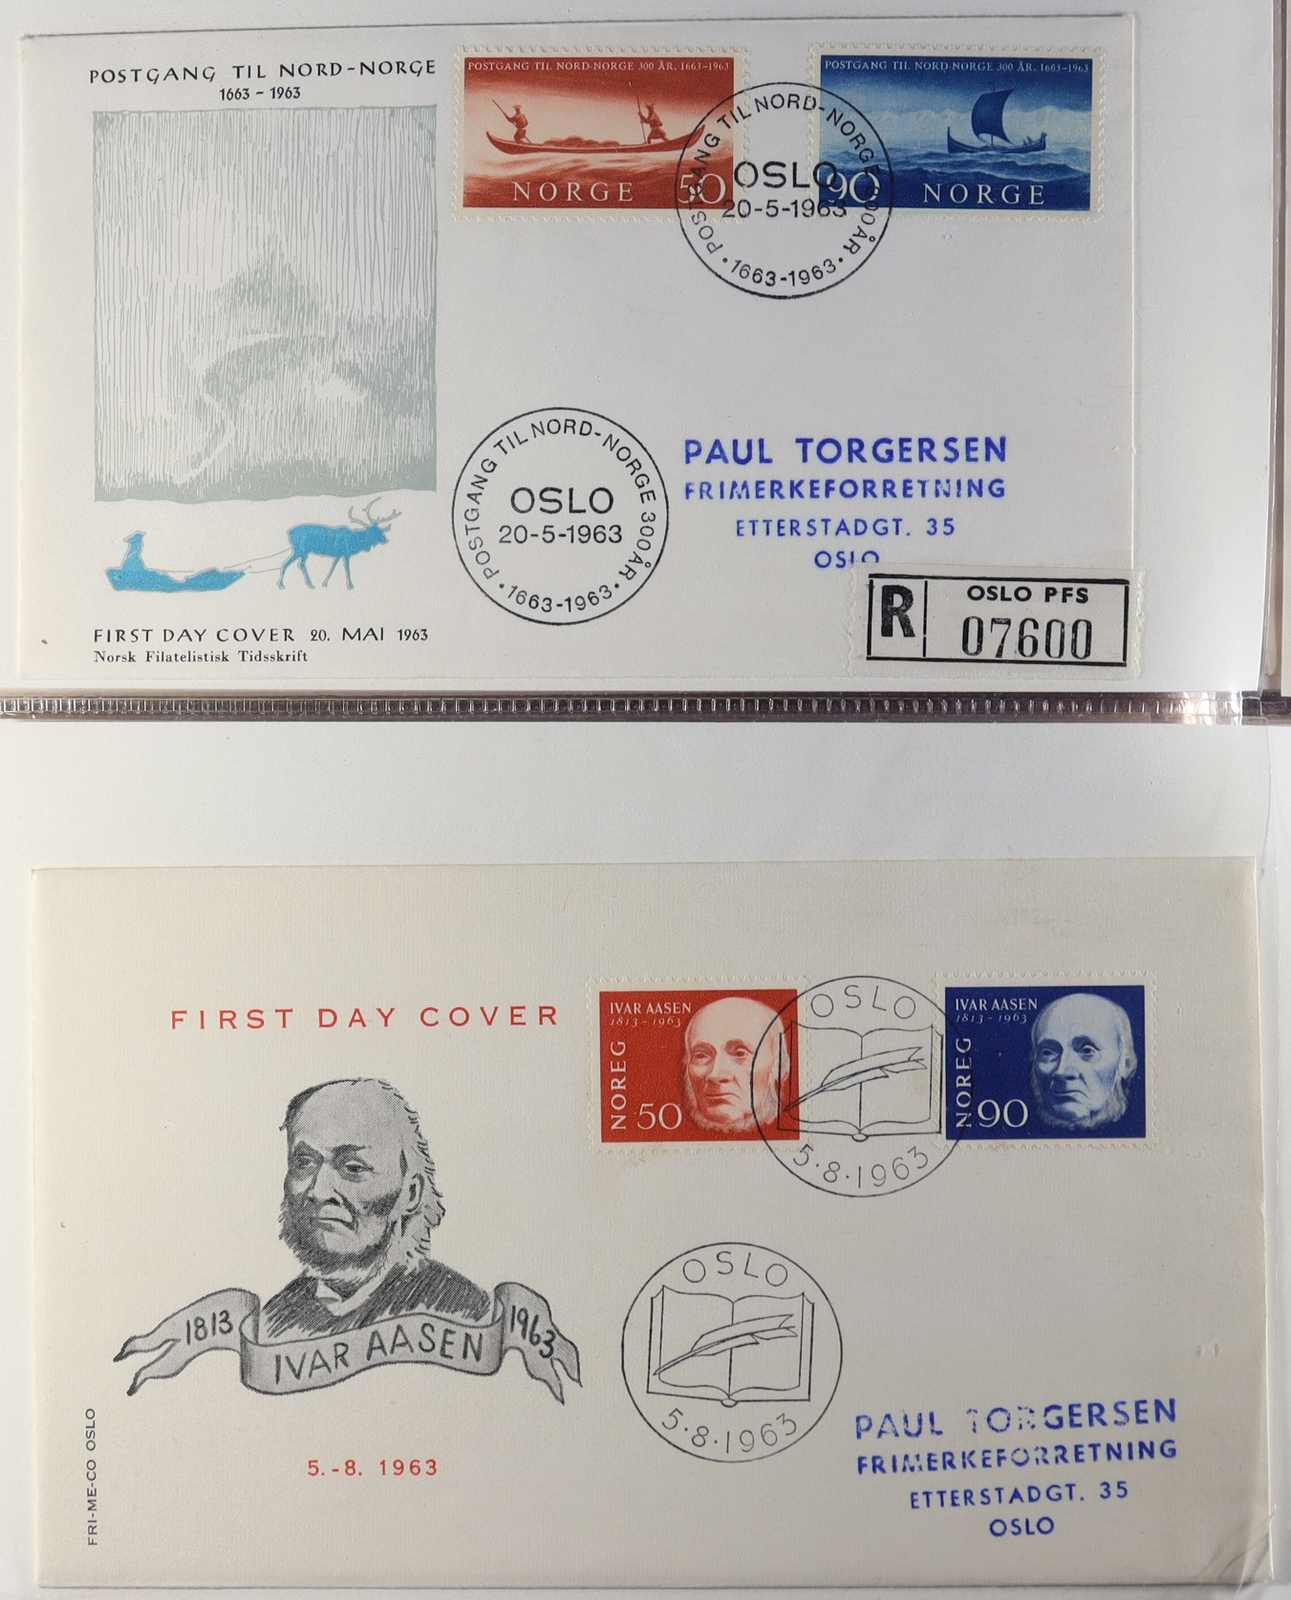 POSTGANG TIL NORD-NORGE
1663 - 1963
POSTGANG TIL NORD-NORGE 300 ÅR. 1663-1963
NORGE 50
POSTGANG TIL NORD-NORGE 300 ÅR. 1663-1963
90 NORGE
POSTGANG TIL NORD-NORGE 300 ÅR
OSLO
20-5-1963
· 1663-1963 ·
POSTGANG TIL NORD-NORGE 300 ÅR
OSLO
20-5-1963
· 1663-1963 ·
PAUL TORGERSEN
FRIMERKEFORRETNING
ETTERSTADGT. 35
OSLO
R
OSLO PFS
07600
FIRST DAY COVER 20. MAI 1963
Norsk Filatelistisk Tidsskrift
FIRST DAY COVER
IVAR AASEN
1813 - 1963
NOREG
50
IVAR AASEN
1813 - 1963
NOREG
90
OSLO
5·8·1963
OSLO
5·8·1963
1813
IVAR AASEN
1963
5.-8. 1963
FRI-ME-CO OSLO
PAUL TORGERSEN
FRIMERKEFORRETNING
ETTERSTADGT. 35
OSLO